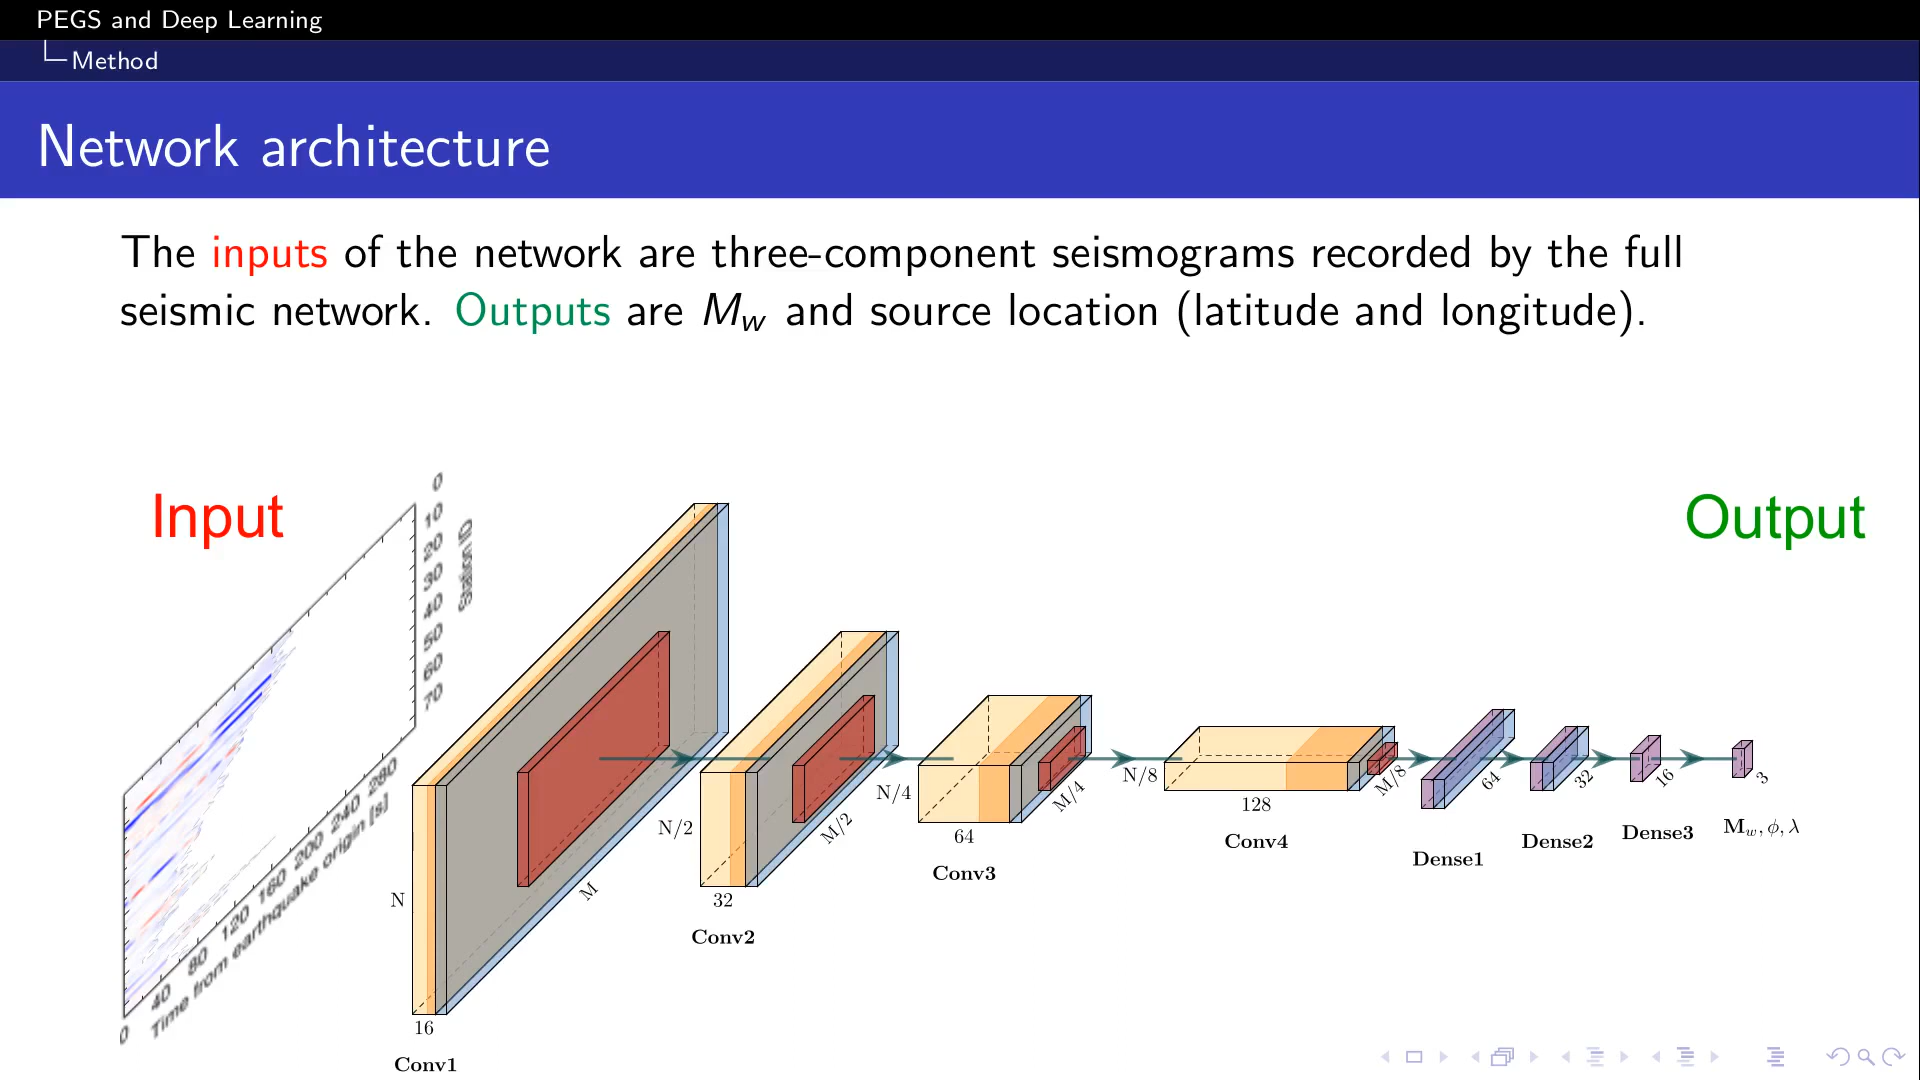 PEGS and Deep Learning
Method
Network architecture
The inputs of the network are three-component seismograms recorded by the full
seismic network. Outputs are Mw and source location (latitude and longitude).
Input
Output
0
10
20
30
40
50
60
70
Station ID
0
40
80
120
160
200
240
280
Time from earthquake origin [s]
N
M
16
Conv1
N/2
M/2
32
Conv2
N/4
M/4
64
Conv3
N/8
M/8
128
Conv4
64
Dense1
32
Dense2
16
Dense3
3
Mw, ϕ, λ